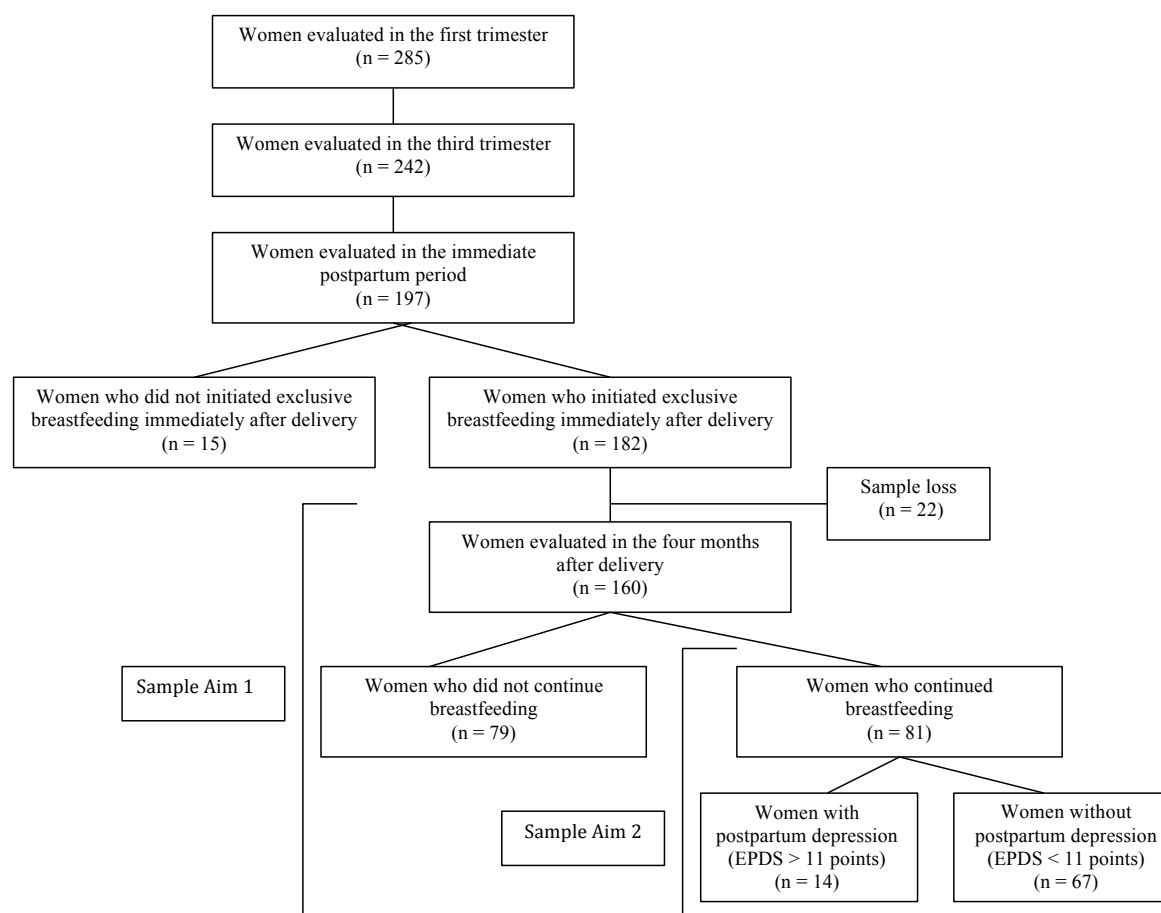 Women evaluated in the first trimester
(n = 285)
Women evaluated in the third trimester
(n = 242)
Women evaluated in the immediate
postpartum period
(n = 197)
Women who did not initiated exclusive
breastfeeding immediately after delivery
(n = 15)
Women who initiated exclusive
breastfeeding immediately after delivery
(n = 182)
Sample loss
(n = 22)
Women evaluated in the four months
after delivery
(n = 160)
Sample Aim 1
Women who did not continue
breastfeeding
(n = 79)
Women who continued
breastfeeding
(n = 81)
Sample Aim 2
Women with
postpartum depression
(EPDS > 11 points)
(n = 14)
Women without
postpartum depression
(EPDS < 11 points)
(n = 67)